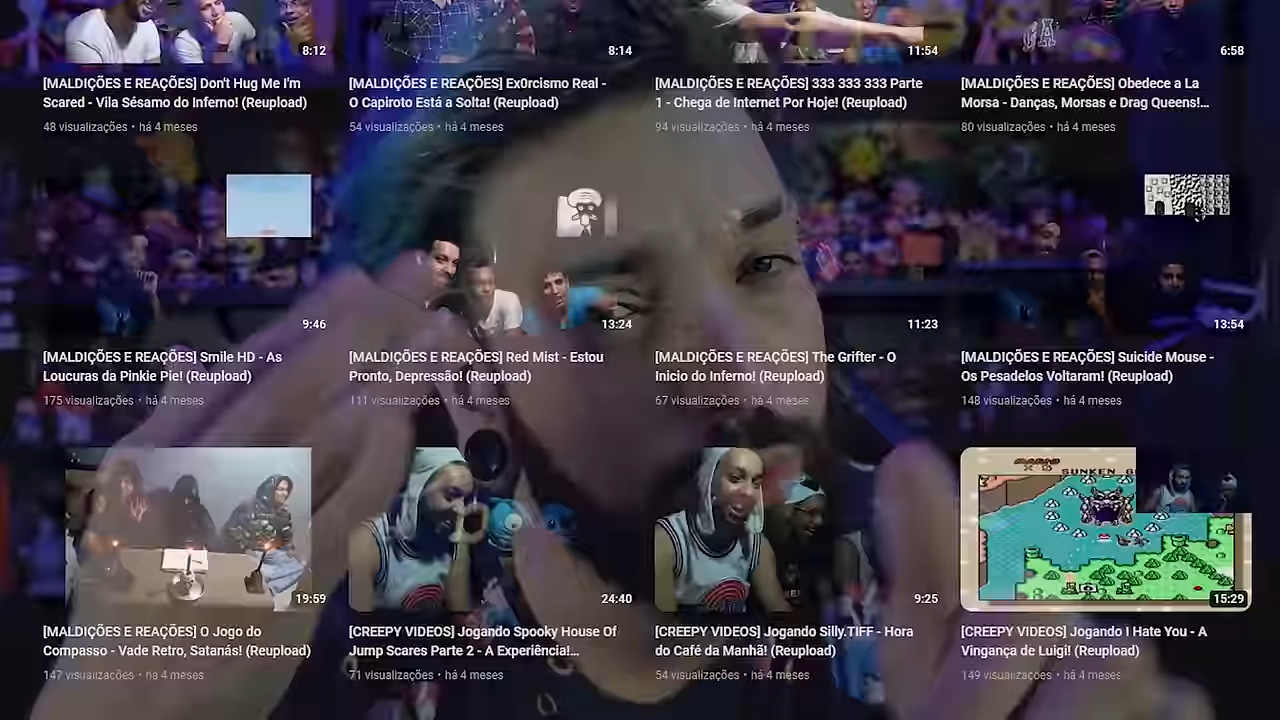 8:12
8:14
11:54
6:58
[MALDIÇÕES E REAÇÕES] Don't Hug Me I'm
Scared - Vila Sésamo do Inferno! (Reupload)
48 visualizações • há 4 meses
[MALDIÇÕES E REAÇÕES] Ex0rcismo Real -
O Capiroto Está a Solta! (Reupload)
54 visualizações • há 4 meses
[MALDIÇÕES E REAÇÕES] 333 333 333 Parte
1 - Chega de Internet Por Hoje! (Reupload)
94 visualizações • há 4 meses
[MALDIÇÕES E REAÇÕES] Obedece a La
Morsa - Danças, Morsas e Drag Queens!...
80 visualizações • há 4 meses
9:46
13:24
11:23
13:54
[MALDIÇÕES E REAÇÕES] Smile HD - As
Loucuras da Pinkie Pie! (Reupload)
175 visualizações • há 4 meses
[MALDIÇÕES E REAÇÕES] Red Mist - Estou
Pronto, Depressão! (Reupload)
111 visualizações • há 4 meses
[MALDIÇÕES E REAÇÕES] The Grifter - O
Inicio do Inferno! (Reupload)
67 visualizações • há 4 meses
[MALDIÇÕES E REAÇÕES] Suicide Mouse -
Os Pesadelos Voltaram! (Reupload)
148 visualizações • há 4 meses
SUNKEN
19:59
24:40
9:25
15:29
[MALDIÇÕES E REAÇÕES] O Jogo do
Compasso - Vade Retro, Satanás! (Reupload)
147 visualizações • há 4 meses
[CREEPY VIDEOS] Jogando Spooky House Of
Jump Scares Parte 2 - A Experiência!...
71 visualizações • há 4 meses
[CREEPY VIDEOS] Jogando Silly.TIFF - Hora
do Café da Manhã! (Reupload)
54 visualizações • há 4 meses
[CREEPY VIDEOS] Jogando I Hate You - A
Vingança de Luigi! (Reupload)
149 visualizações • há 4 meses